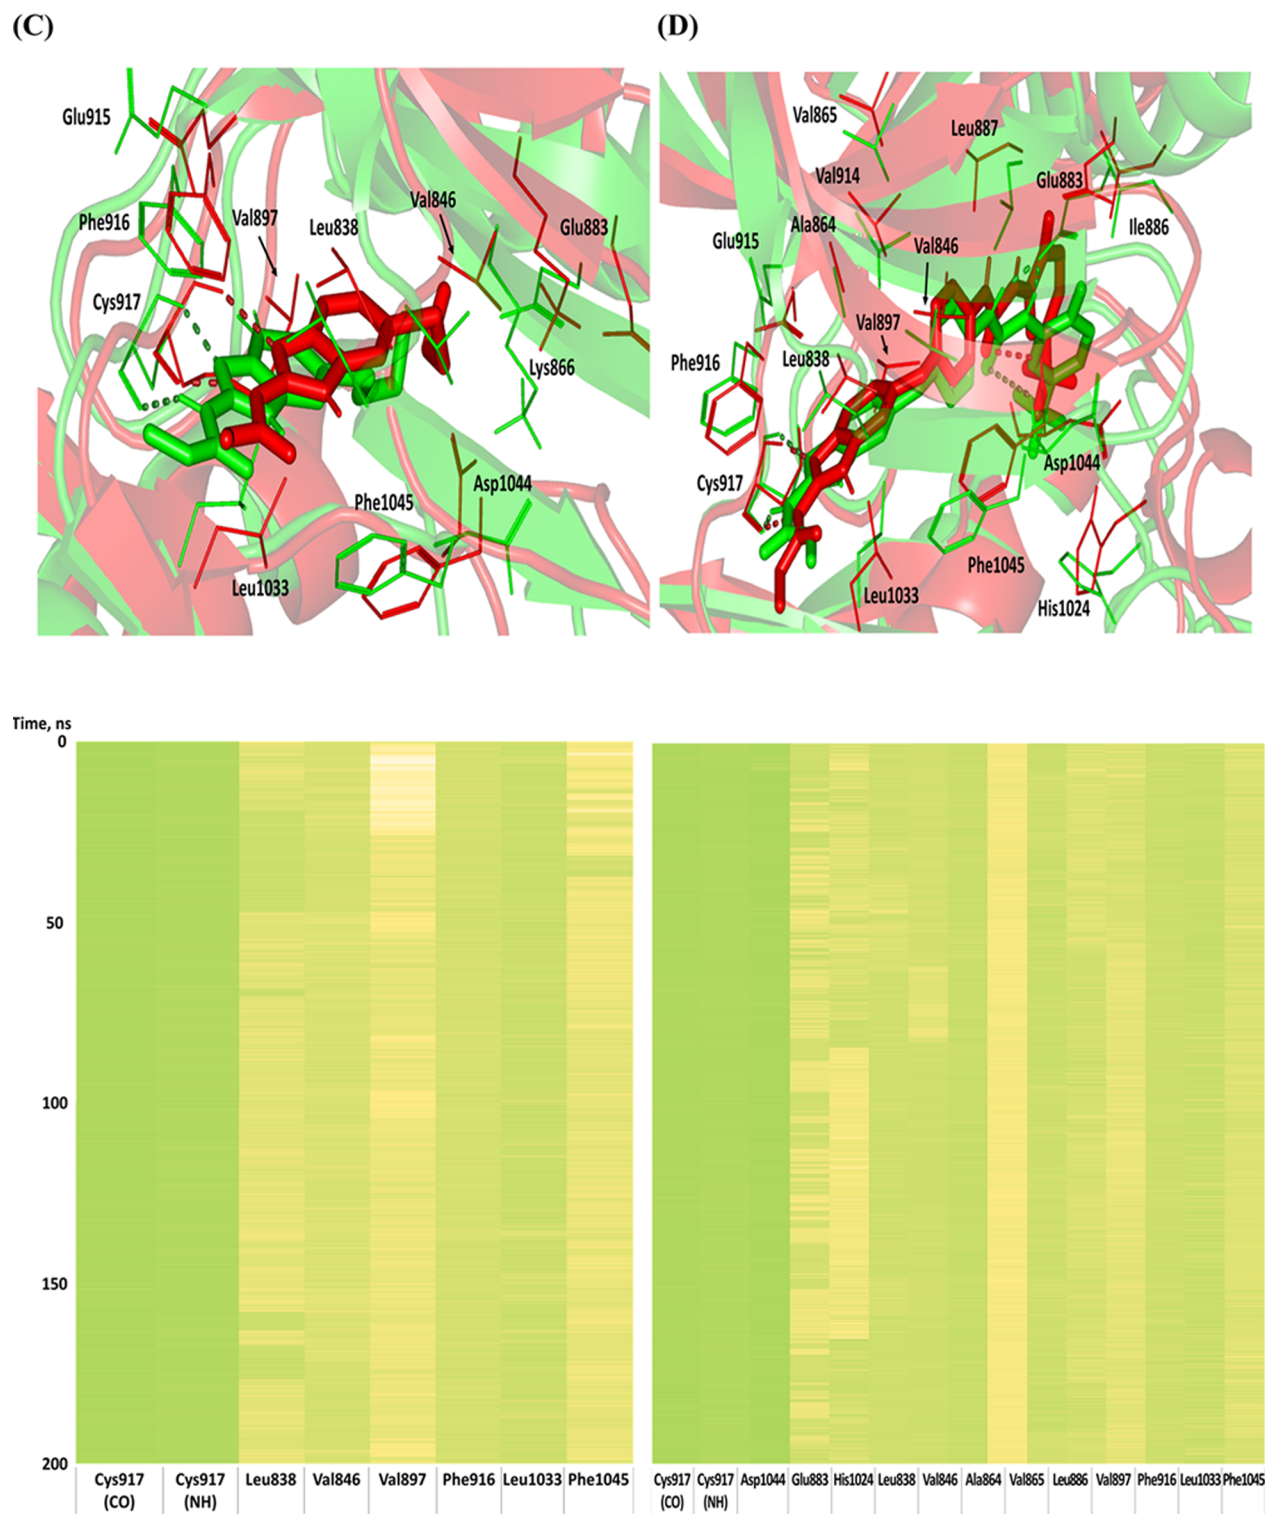 (C)
Glu915
Phe916
Val897
Leu838
Val846
Glu883
Cys917
Lys866
Phe1045
Asp1044
Leu1033
(D)
Val865
Leu887
Val914
Glu883
Ala864
Glu915
Val846
Ile886
Val897
Phe916
Leu838
Cys917
Asp1044
Phe1045
Leu1033
His1024
Time, ns
0
50
100
150
200
Cys917 Cys917 Leu838 Val846 Val897 Phe916 Leu1033 Phe1045
(CO) (NH)
Cys917 Cys917 Asp1044 Glu883 His1024 Leu838 Val846 Ala864 Val865 Leu886 Val897 Phe916 Leu1033 Phe1045
(CO) (NH)